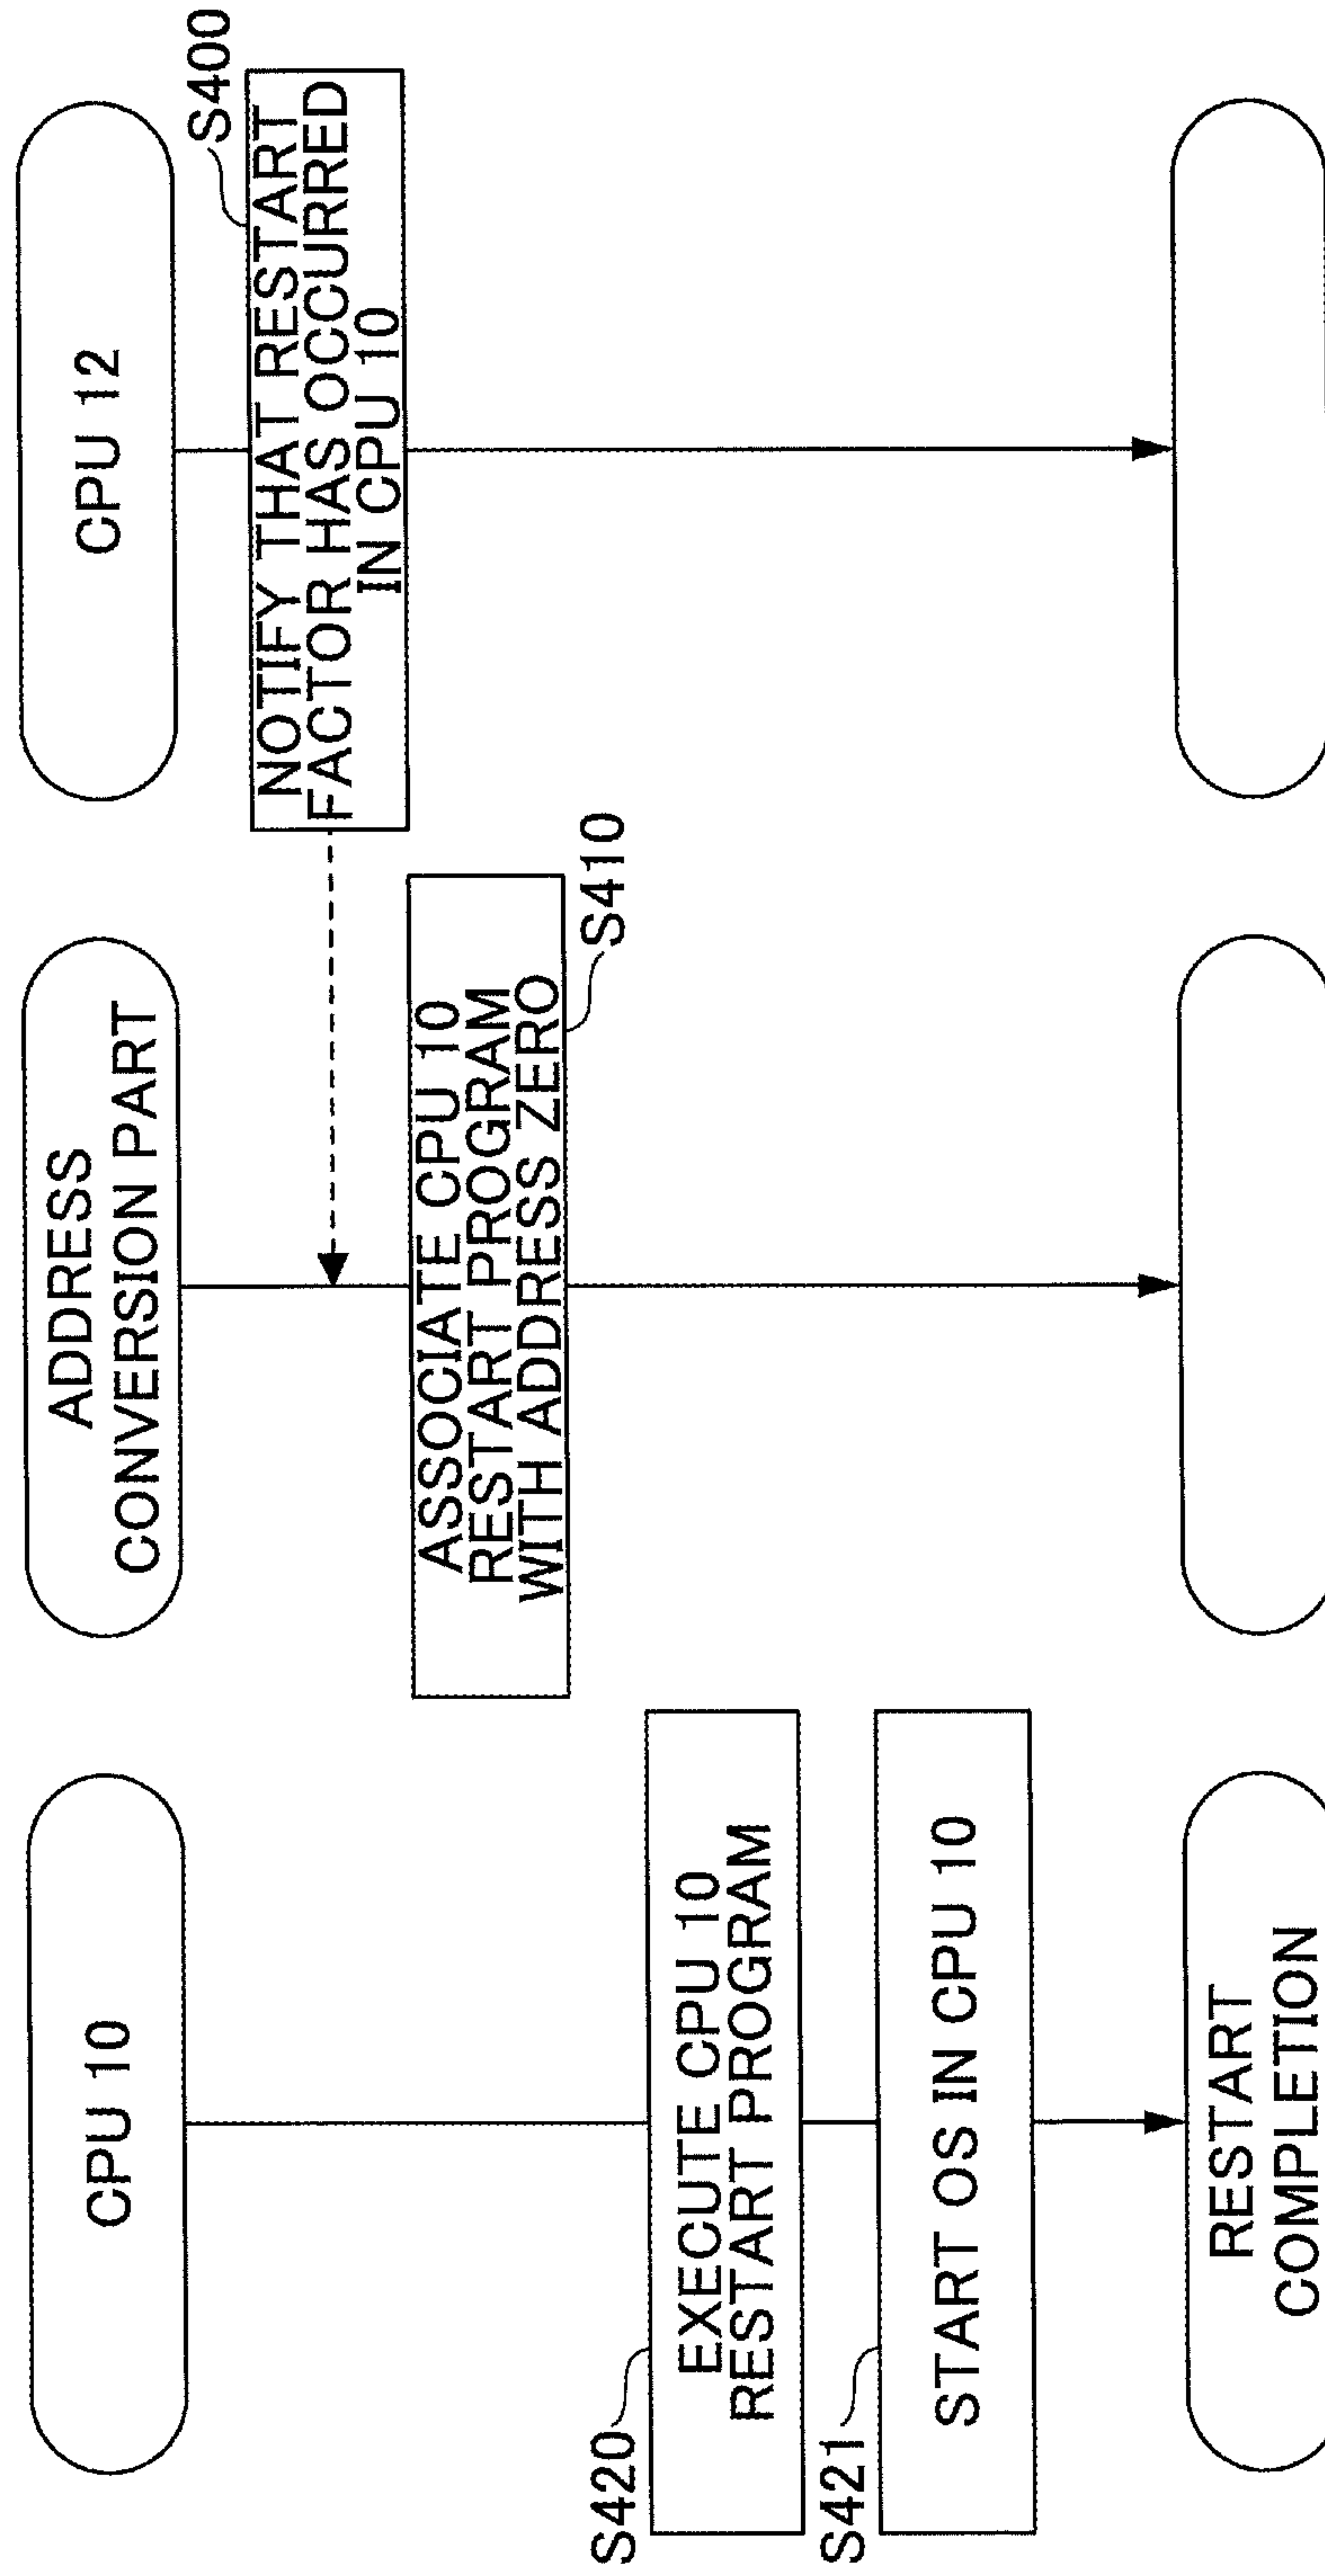 CPU 10
ADDRESS
CONVERSION PART
CPU 12
S400
NOTIFY THAT RESTART
FACTOR HAS OCCURRED
IN CPU 10
ASSOCIATE CPU 10
RESTART PROGRAM
WITH ADDRESS ZERO
S410
S420
EXECUTE CPU 10
RESTART PROGRAM
S421
START OS IN CPU 10
RESTART
COMPLETION